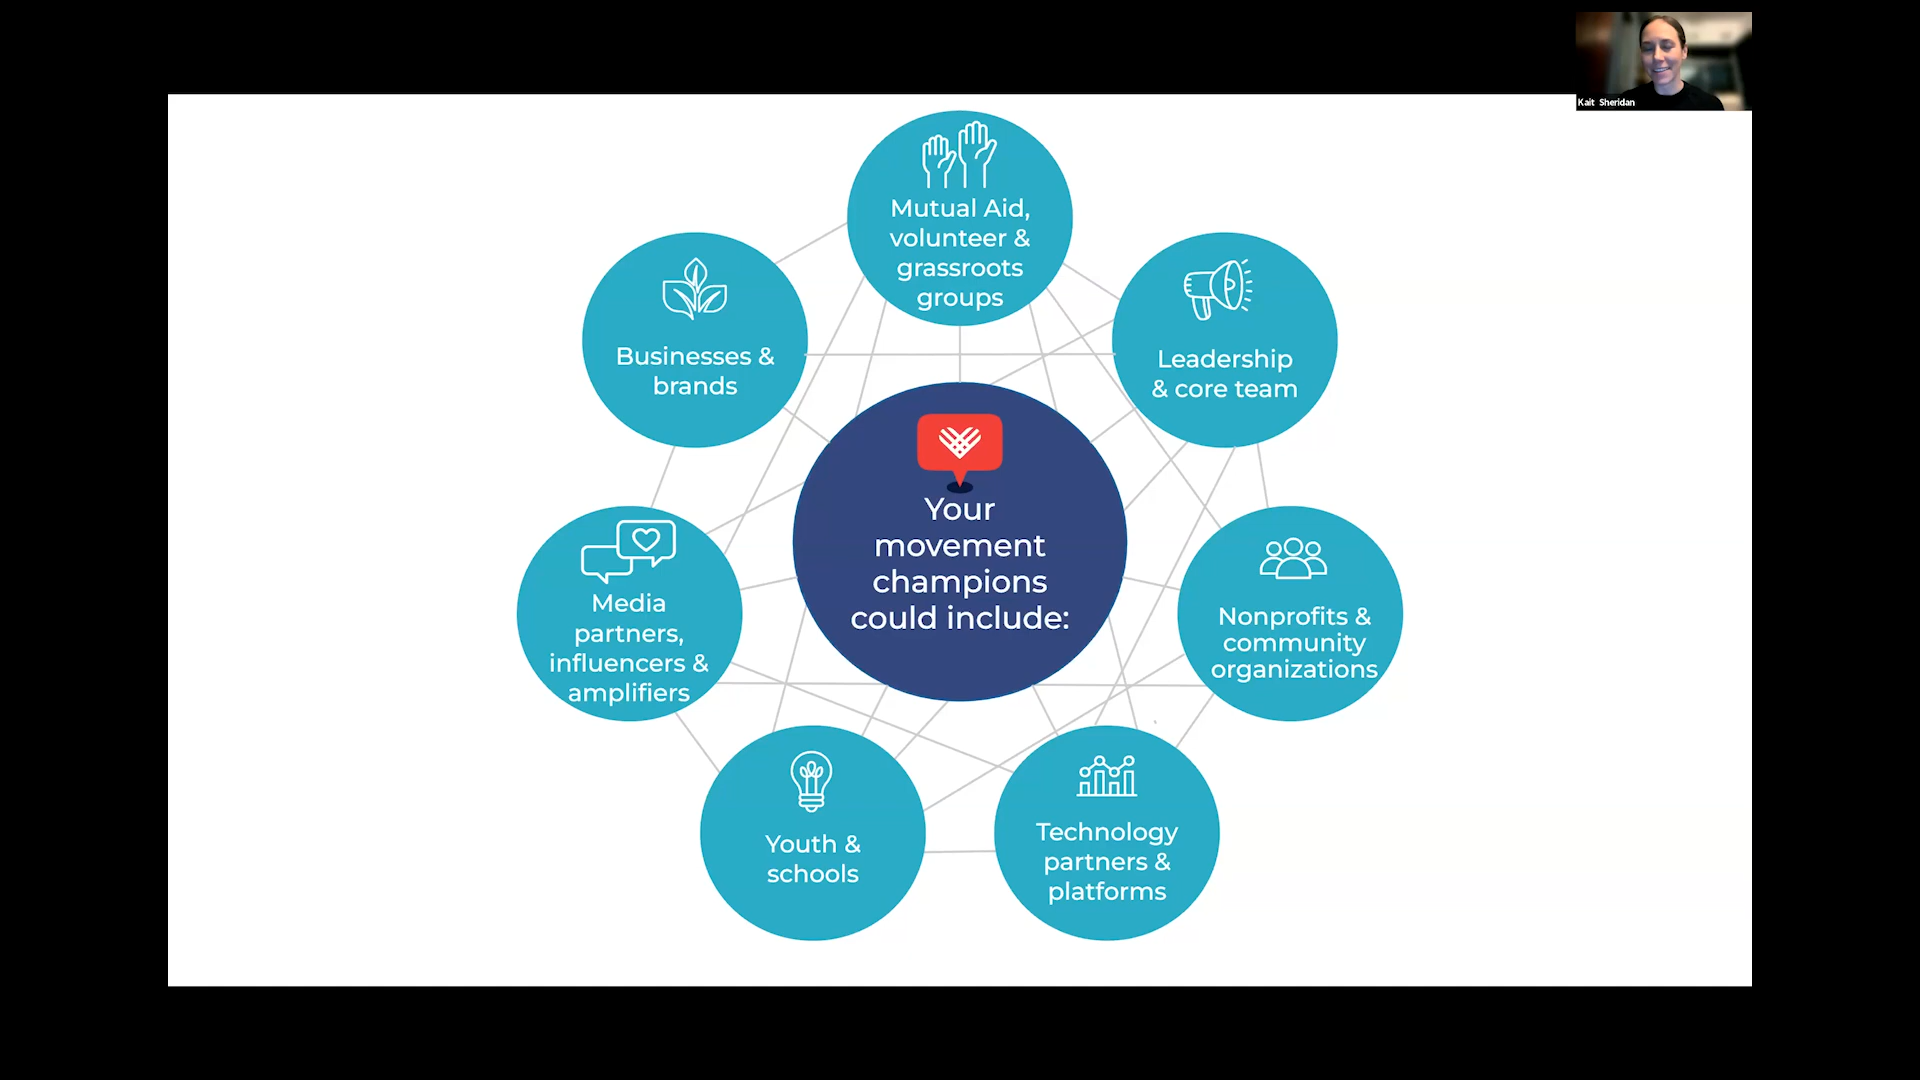 Kait Sheridan
Mutual Aid,
volunteer &
grassroots
groups
Businesses &
brands
Leadership
& core team
Your
movement
champions
could include:
Media
partners,
influencers &
amplifiers
Nonprofits &
community
organizations
Youth &
schools
Technology
partners &
platforms